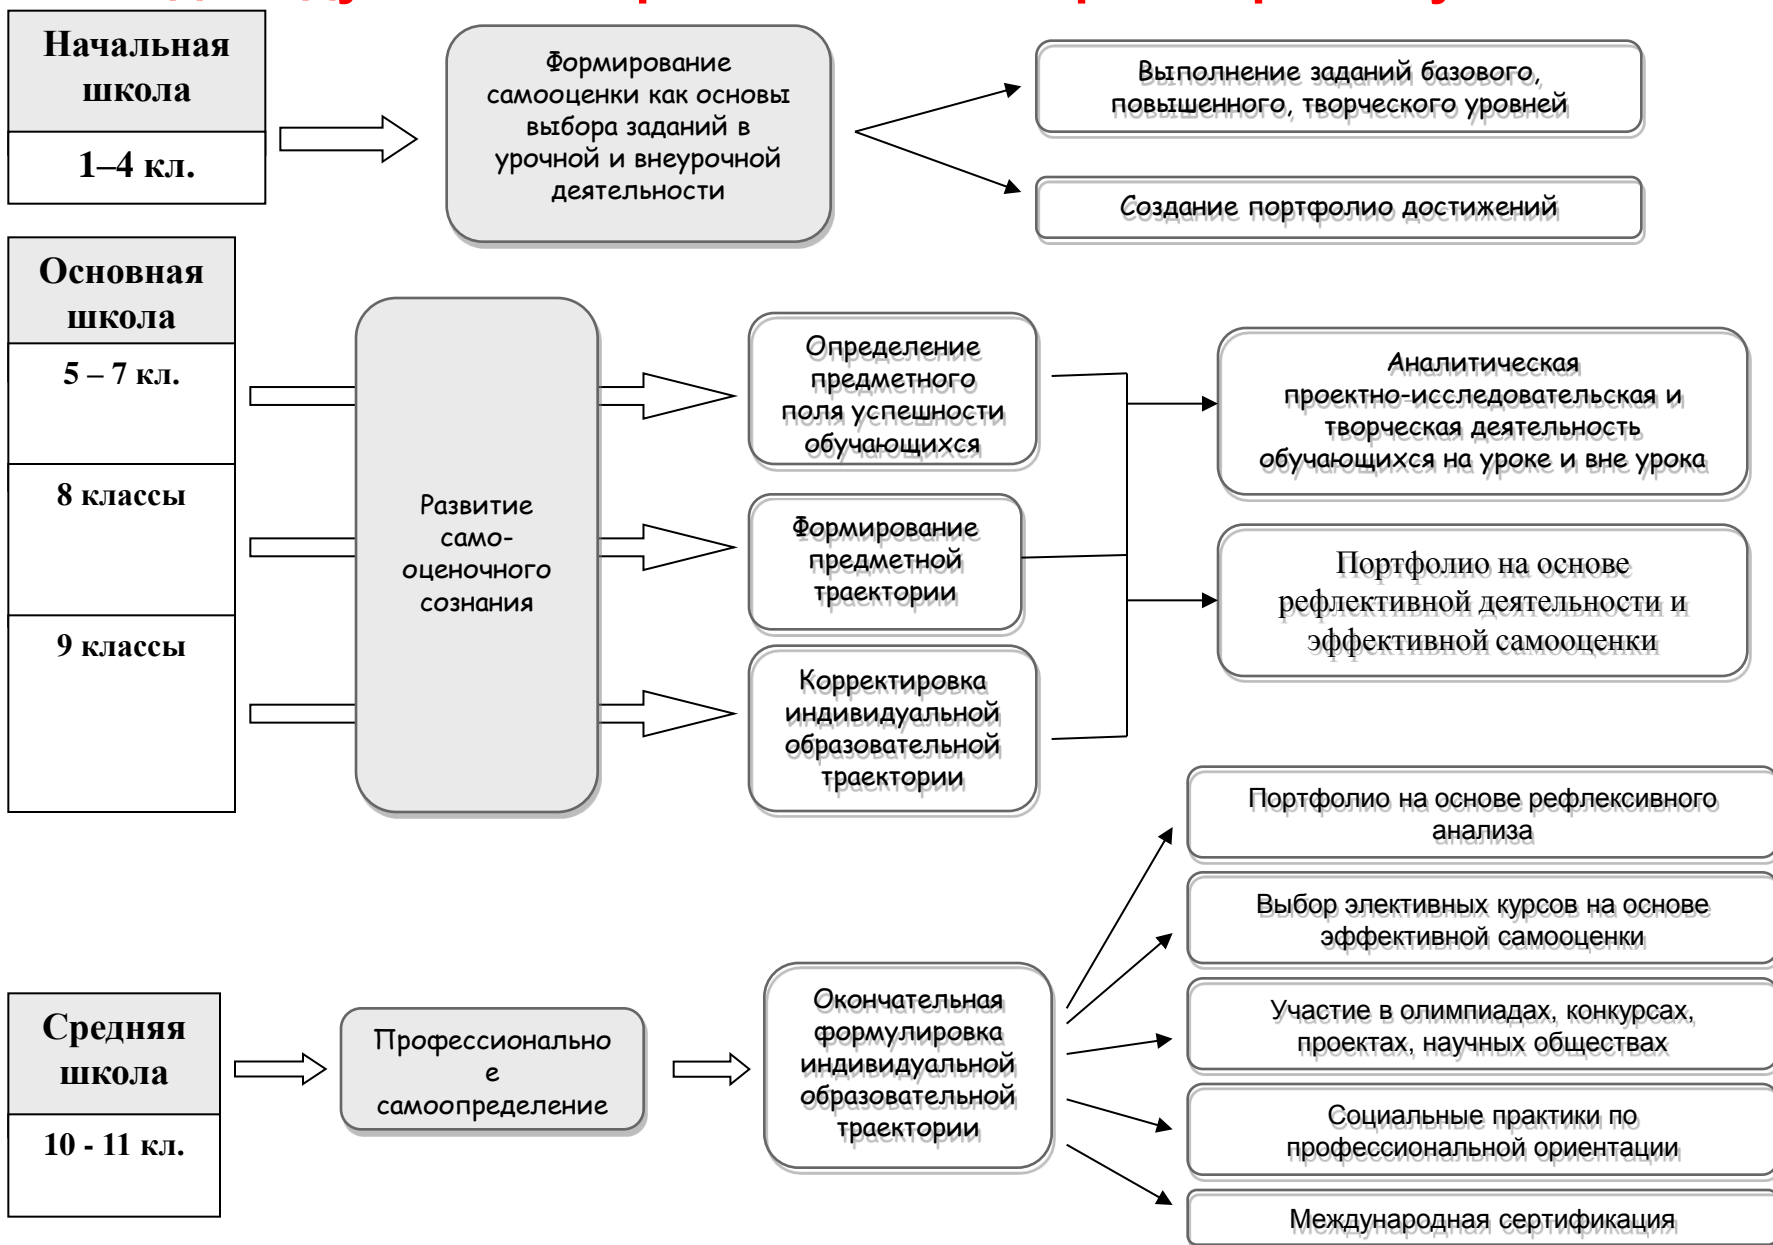 Начальная
школа
1–4 кл.
Формирование
самооценки как основы
выбора заданий в
урочной и внеурочной
деятельности
Выполнение заданий базового,
повышенного, творческого уровней
Создание портфолио достижений
Основная
школа
5 – 7 кл.
8 классы
9 классы
Развитие
само-
оценочного
сознания
Определение
предметного
поля успешности
обучающихся
Формирование
предметной
траектории
Корректировка
индивидуальной
образовательной
траектории
Аналитическая
проектно-исследовательская и
творческая деятельность
обучающихся на уроке и вне урока
Портфолио на основе
рефлективной деятельности и
эффективной самооценки
Средняя
школа
10 - 11 кл.
Профессионально
е
самоопределение
Окончательная
формулировка
индивидуальной
образовательной
траектории
Портфолио на основе рефлексивного
анализа
Выбор элективных курсов на основе
эффективной самооценки
Участие в олимпиадах, конкурсах,
проектах, научных обществах
Социальные практики по
профессиональной ориентации
Международная сертификация